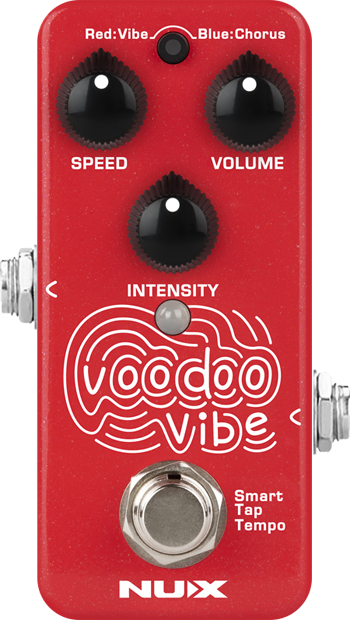 Red:Vibe Blue:Chorus
SPEED VOLUME
INTENSITY
voodoo
vibe
Smart
Tap
Tempo
NUX